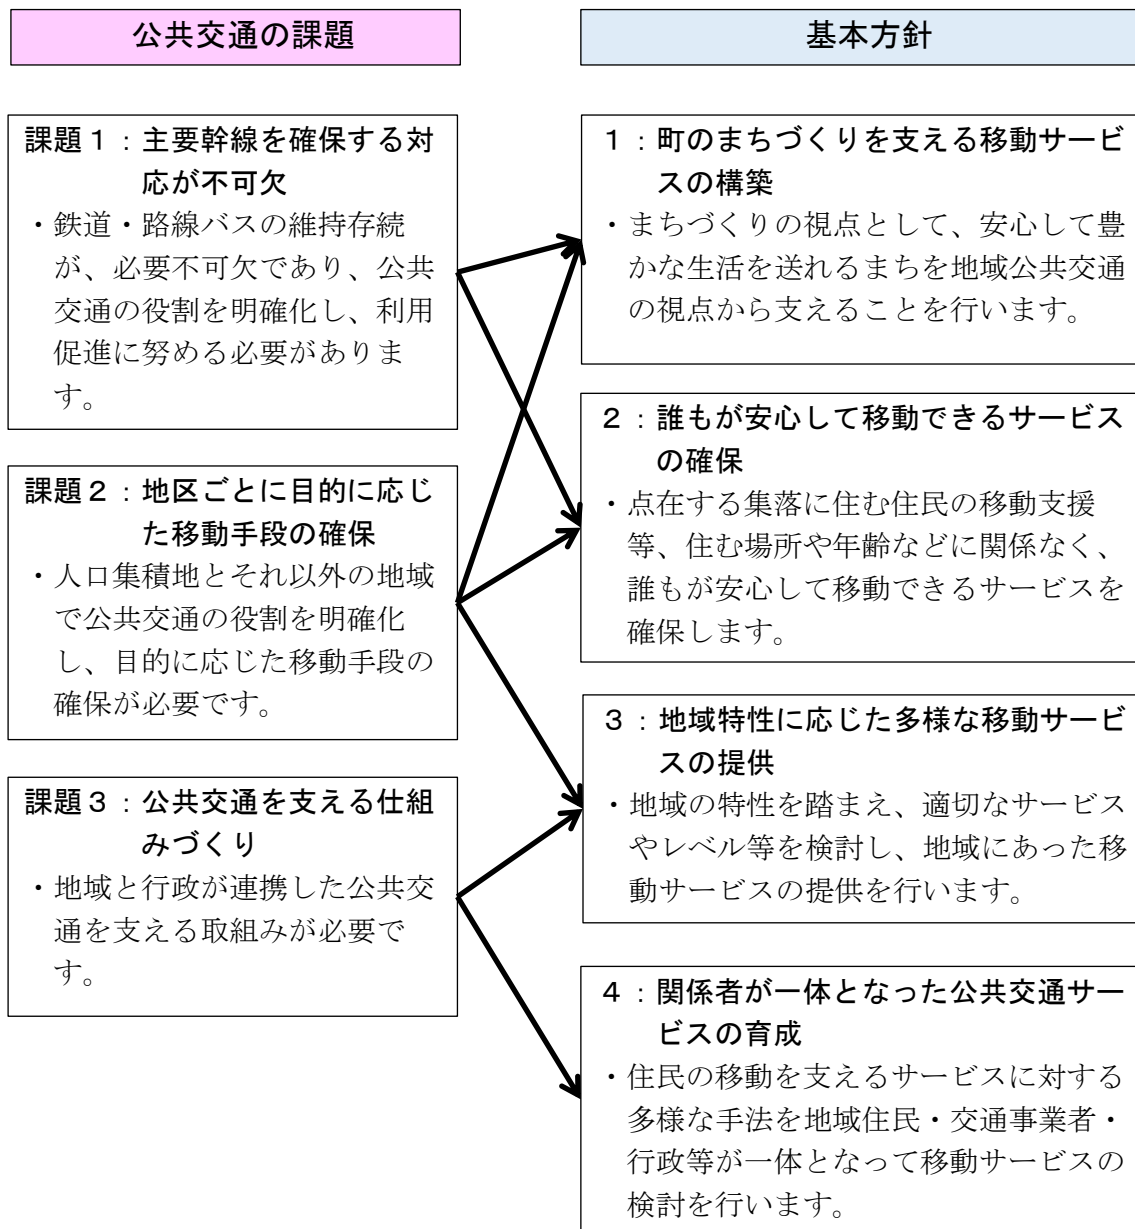 公共交通の課題
課題１：主要幹線を確保する対
応が不可欠
・鉄道・路線バスの維持存続
が、必要不可欠であり、公共
交通の役割を明確化し、利用
促進に努める必要がありま
す。
課題２：地区ごとに目的に応じ
た移動手段の確保
・人口集積地とそれ以外の地域
で公共交通の役割を明確化
し、目的に応じた移動手段の
確保が必要です。
課題３：公共交通を支える仕組
みづくり
・地域と行政が連携した公共交
通を支える取組みが必要で
す。
基本方針
１：町のまちづくりを支える移動サービ
スの構築
・まちづくりの視点として、安心して豊
かな生活を送れるまちを地域公共交通
の視点から支えることを行います。
２：誰もが安心して移動できるサービス
の確保
・点在する集落に住む住民の移動支援
等、住む場所や年齢などに関係なく、
誰もが安心して移動できるサービスを
確保します。
３：地域特性に応じた多様な移動サービ
スの提供
・地域の特性を踏まえ、適切なサービス
やレベル等を検討し、地域にあった移
動サービスの提供を行います。
４：関係者が一体となった公共交通サー
ビスの育成
・住民の移動を支えるサービスに対する
多様な手法を地域住民・交通事業者・
行政等が一体となって移動サービスの
検討を行います。